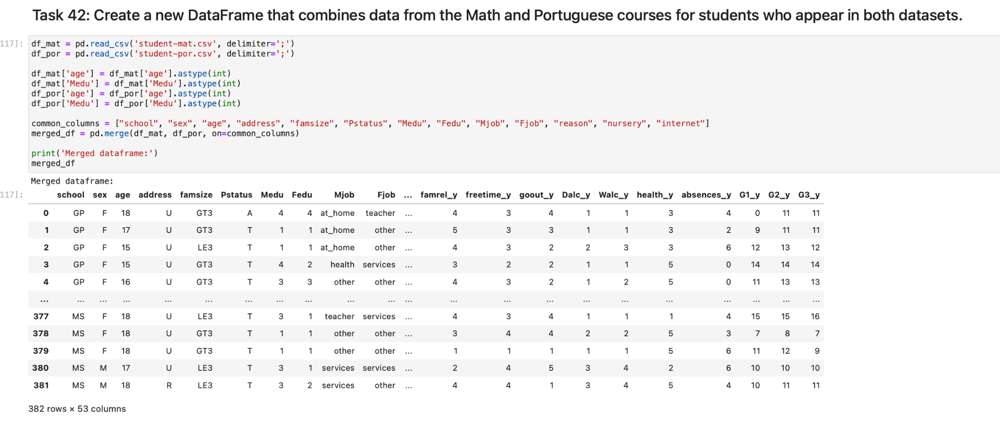 Task 42: Create a new DataFrame that combines data from the Math and Portuguese courses for students who appear in both datasets.
117]:
df_mat = pd.read_csv('student-mat.csv', delimiter=';')
df_por = pd.read_csv('student-por.csv', delimiter=';')
df_mat['age'] = df_mat['age'].astype(int)
df_mat['Medu'] = df_mat['Medu'].astype(int)
df_por['age'] = df_por['age'].astype(int)
df_por['Medu'] = df_por['Medu'].astype(int)
common_columns = ["school", "sex", "age", "address", "famsize", "Pstatus", "Medu", "Fedu", "Mjob", "Fjob", "reason", "nursery", "internet"]
merged_df = pd.merge(df_mat, df_por, on=common_columns)
print('Merged dataframe:')
merged_df
Merged dataframe:
117]:
school sex age address famsize Pstatus Medu Fedu Mjob Fjob ... famrel_y freetime_y goout_y Dalc_y Walc_y health_y absences_y G1_y G2_y G3_y
0 GP F 18 U GT3 A 4 4 at_home teacher ... 4 3 4 1 1 3 4 0 11 11
1 GP F 17 U GT3 T 1 1 at_home other ... 5 3 3 1 1 3 2 9 11 11
2 GP F 15 U LE3 T 1 1 at_home other ... 4 3 2 2 3 3 6 12 13 12
3 GP F 15 U GT3 T 4 2 health services ... 3 2 2 1 1 5 0 14 14 14
4 GP F 16 U GT3 T 3 3 other other ... 4 3 2 1 2 5 0 11 13 13
... ... ... ... ... ... ... ... ... ... ... ... ... ... ... ... ... ... ... ... ...
377 MS F 18 U LE3 T 3 1 teacher services ... 4 3 4 1 1 1 4 15 15 16
378 MS F 18 U GT3 T 1 1 other other ... 3 4 4 2 2 5 3 7 8 7
379 MS F 18 U GT3 T 1 1 other other ... 1 1 1 1 1 5 6 11 12 9
380 MS M 17 U LE3 T 3 1 services services ... 2 4 5 3 4 2 6 10 10 10
381 MS M 18 R LE3 T 3 2 services other ... 4 4 1 3 4 5 4 10 11 11
382 rows × 53 columns